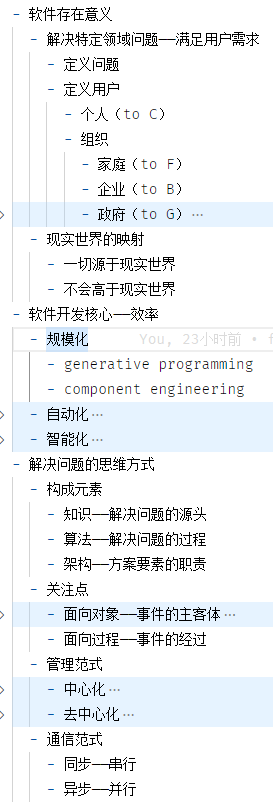 - 软件存在意义
- 解决特定领域问题——满足用户需求
- 定义问题
- 定义用户
- 个人（to C）
- 组织
- 家庭（to F）
- 企业（to B）
- 政府（to G）…
- 现实世界的映射
- 一切源于现实世界
- 不会高于现实世界
- 软件开发核心——效率
- 规模化 You, 23小时前 •
- generative programming
- component engineering
- 自动化…
- 智能化…
- 解决问题的思维方式
- 构成元素
- 知识——解决问题的源头
- 算法——解决问题的过程
- 架构——方案要素的职责
- 关注点
- 面向对象——事件的主客体…
- 面向过程——事件的经过
- 管理范式
- 中心化…
- 去中心化…
- 通信范式
- 同步——串行
- 异步——并行